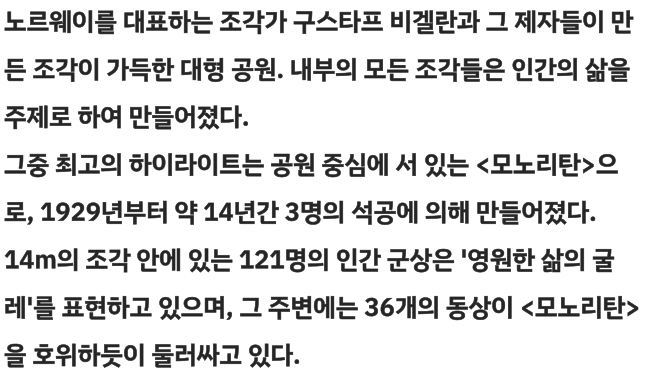 노르웨이를 대표하는 조각가 구스타프 비겔란과 그 제자들이 만
든 조각이 가득한 대형 공원. 내부의 모든 조각들은 인간의 삶을
주제로 하여 만들어졌다.
그중 최고의 하이라이트는 공원 중심에 서 있는 <모노리탄>으
로, 1929년부터 약 14년간 3명의 석공에 의해 만들어졌다.
14m의 조각 안에 있는 121명의 인간 군상은 '영원한 삶의 굴
레'를 표현하고 있으며, 그 주변에는 36개의 동상이 <모노리탄>
을 호위하듯이 둘러싸고 있다.